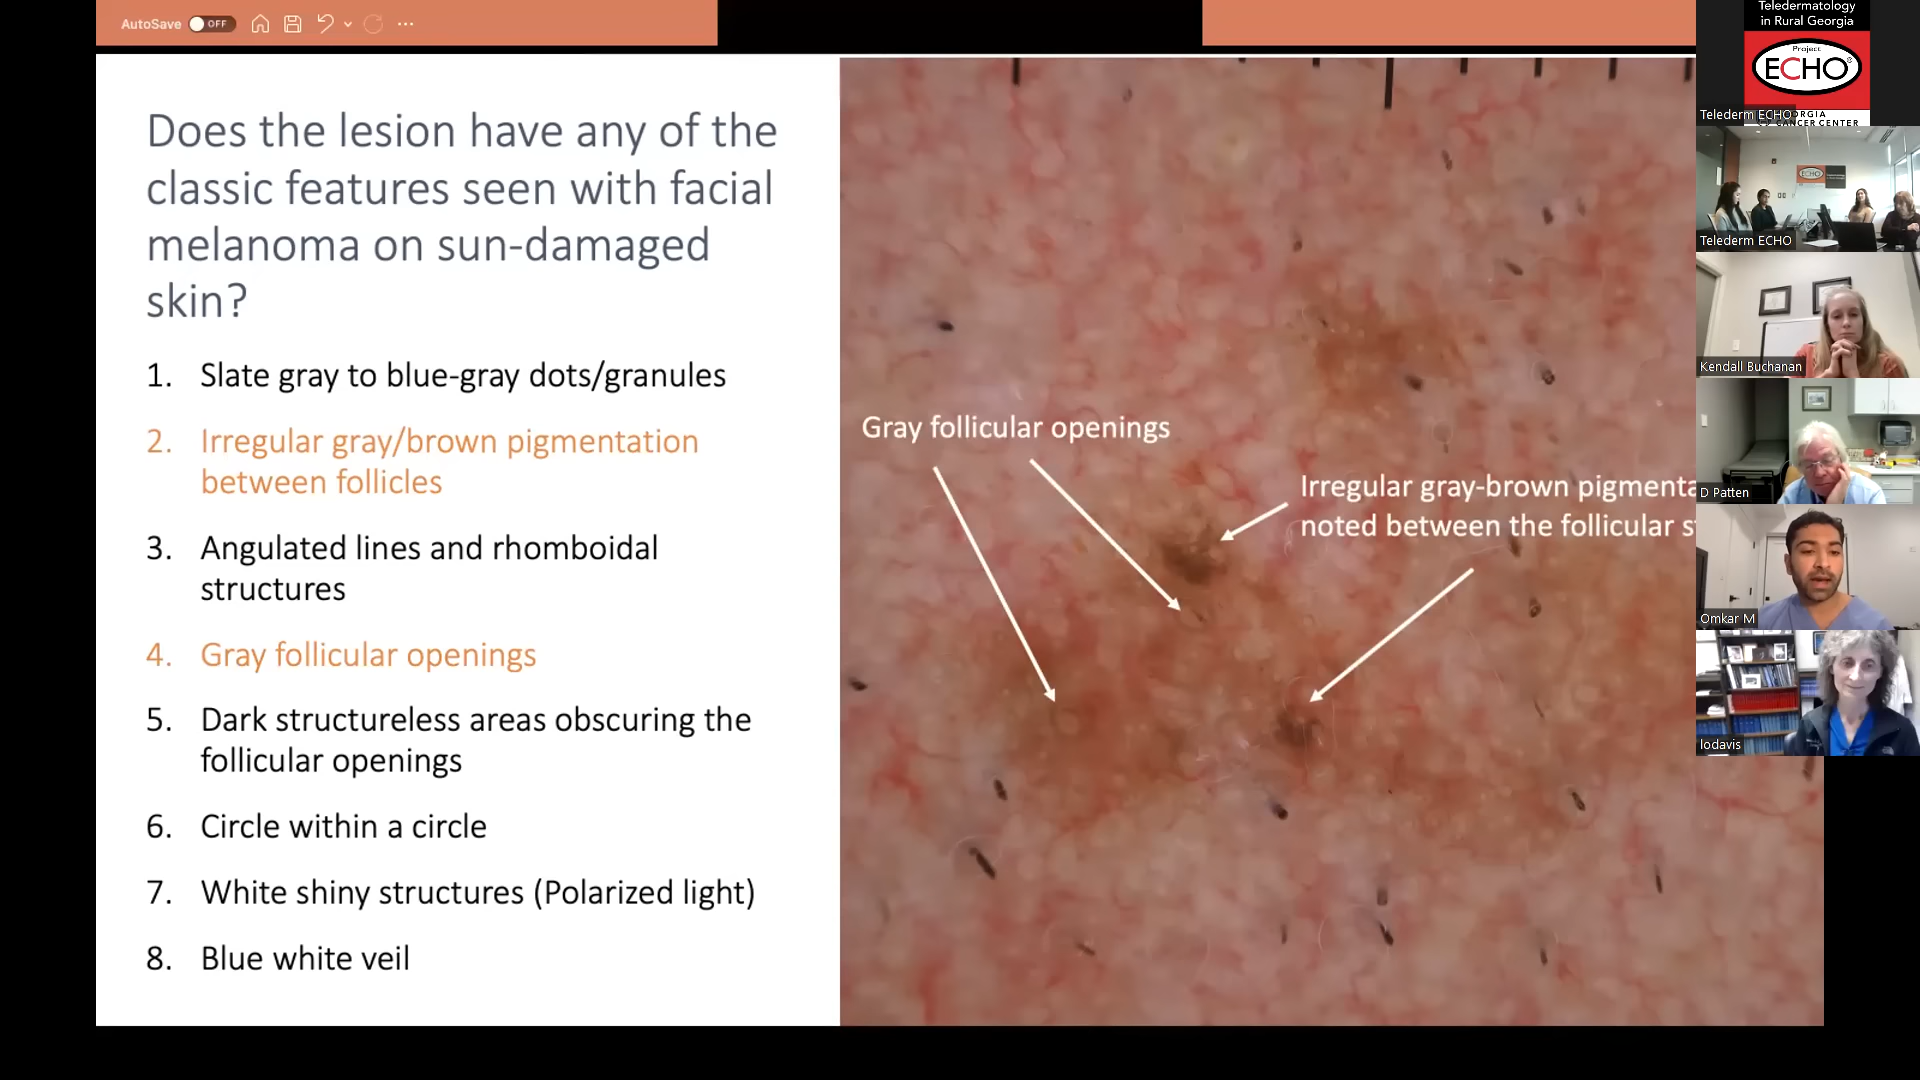 AutoSave OFF
Does the lesion have any of the
classic features seen with facial
melanoma on sun-damaged
skin?
1. Slate gray to blue-gray dots/granules
2. Irregular gray/brown pigmentation
between follicles
3. Angulated lines and rhomboidal
structures
4. Gray follicular openings
5. Dark structureless areas obscuring the
follicular openings
6. Circle within a circle
7. White shiny structures (Polarized light)
8. Blue white veil
Gray follicular openings
Irregular gray-brown pigmenta
noted between the follicular s
Teledermatology
in Rural Georgia
Project
ECHO®
Telederm ECHO
ORGIA
CANCER CENTER
ECHO
Telederm ECHO
Kendall Buchanan
D Patten
Omkar M
lodavis